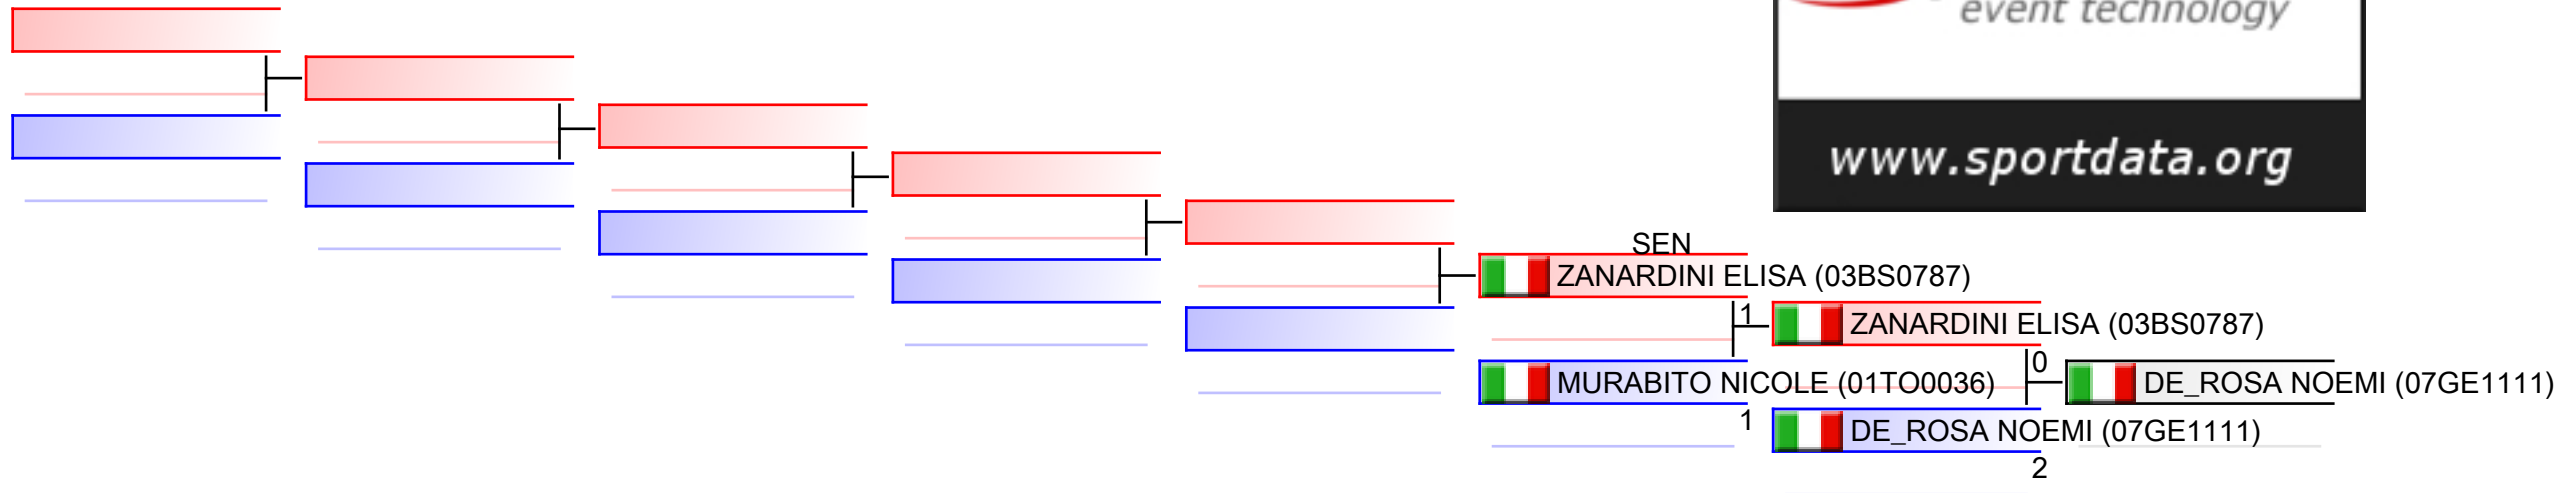 event technology
www.sportdata.org
SEN
ZANARDINI ELISA (03BS0787)
1
ZANARDINI ELISA (03BS0787)
0
MURABITO NICOLE (01TO0036)
DE_ROSA NOEMI (07GE1111)
1
DE_ROSA NOEMI (07GE1111)
2